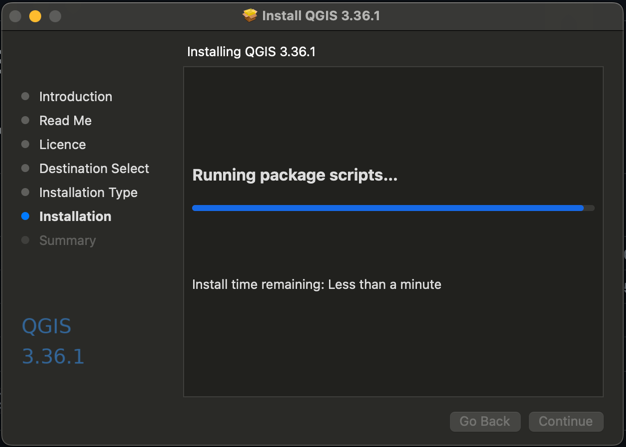 Install QGIS 3.36.1
Installing QGIS 3.36.1
Introduction
Read Me
Licence
Destination Select
Installation Type
Installation
Summary
Running package scripts...
Install time remaining: Less than a minute
QGIS
3.36.1
Go Back
Continue